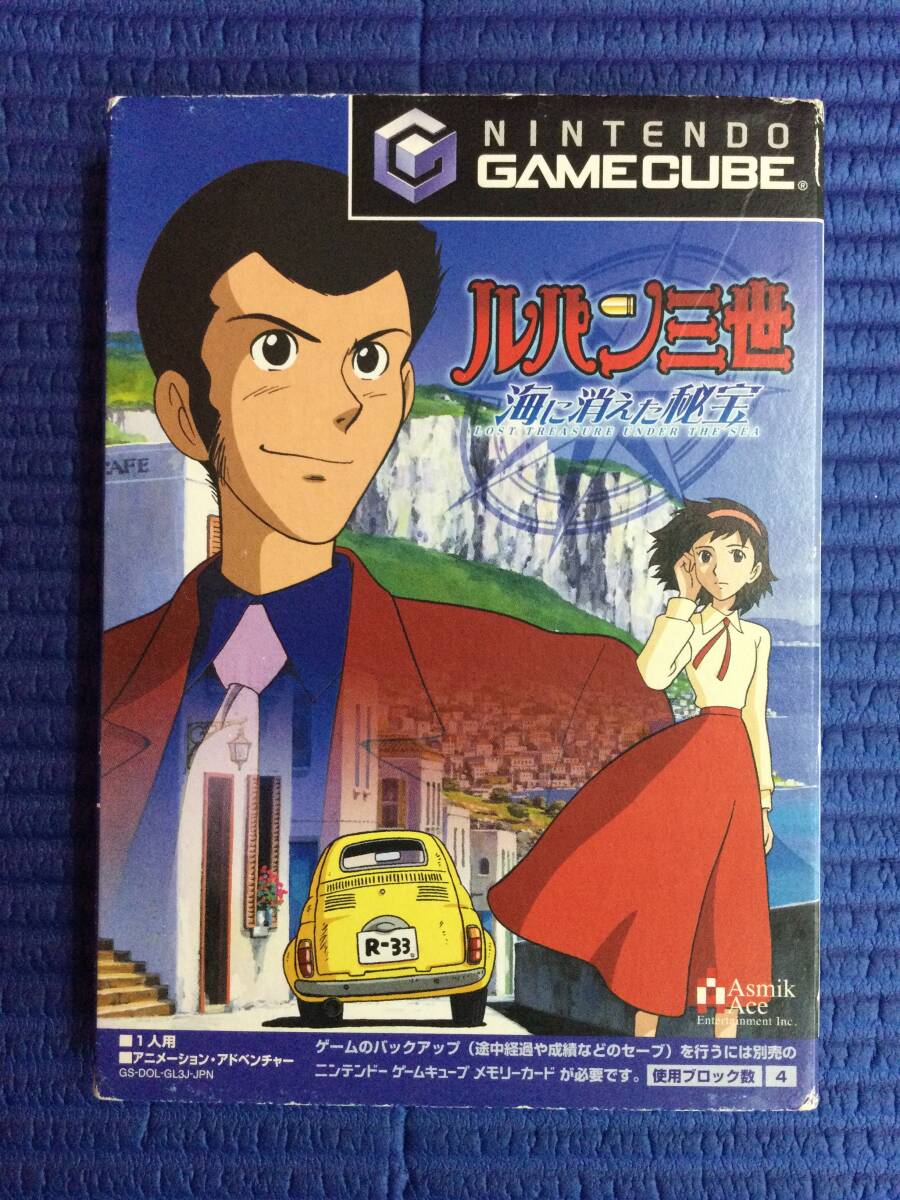 NINTENDO
GAMECUBE®
ルパン三世
海に消えた秘宝
LOST TREASURE UNDER THE SEA
CAFE
R-33
Asmik
Ace
Entertainment Inc.
■1人用
■アニメーション・アドベンチャー
GS-DOL-GL3J-JPN
ゲームのバックアップ（途中経過や成績などのセーブ）を行うには別売の
ニンテンドーゲームキューブ メモリーカードが必要です。 使用ブロック数 4